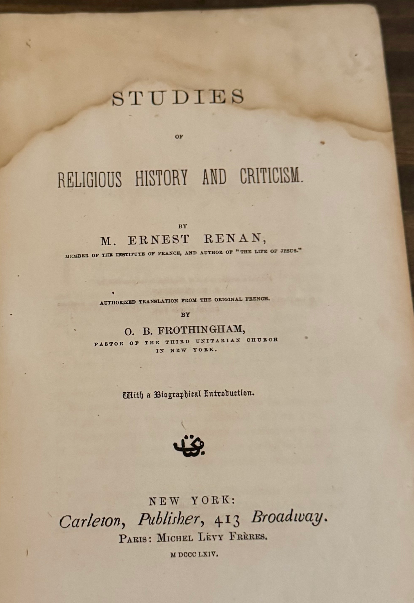 STUDIES
OF
RELIGIOUS HISTORY AND CRITICISM.
BY
M. ERNEST RENAN,
MEMBER OF THE INSTITUTE OF FRANCE, AND AUTHOR OF "THE LIFE OF JESUS."
AUTHORIZED TRANSLATION FROM THE ORIGINAL FRENCH.
BY
O. B. FROTHINGHAM,
PASTOR OF THE THIRD UNITARIAN CHURCH
IN NEW YORK.
With a Biographical Introduction.
NEW YORK:
Carleton, Publisher, 413 Broadway.
PARIS: MICHEL LÉVY FRÈRES.
M DCCC LXIV.